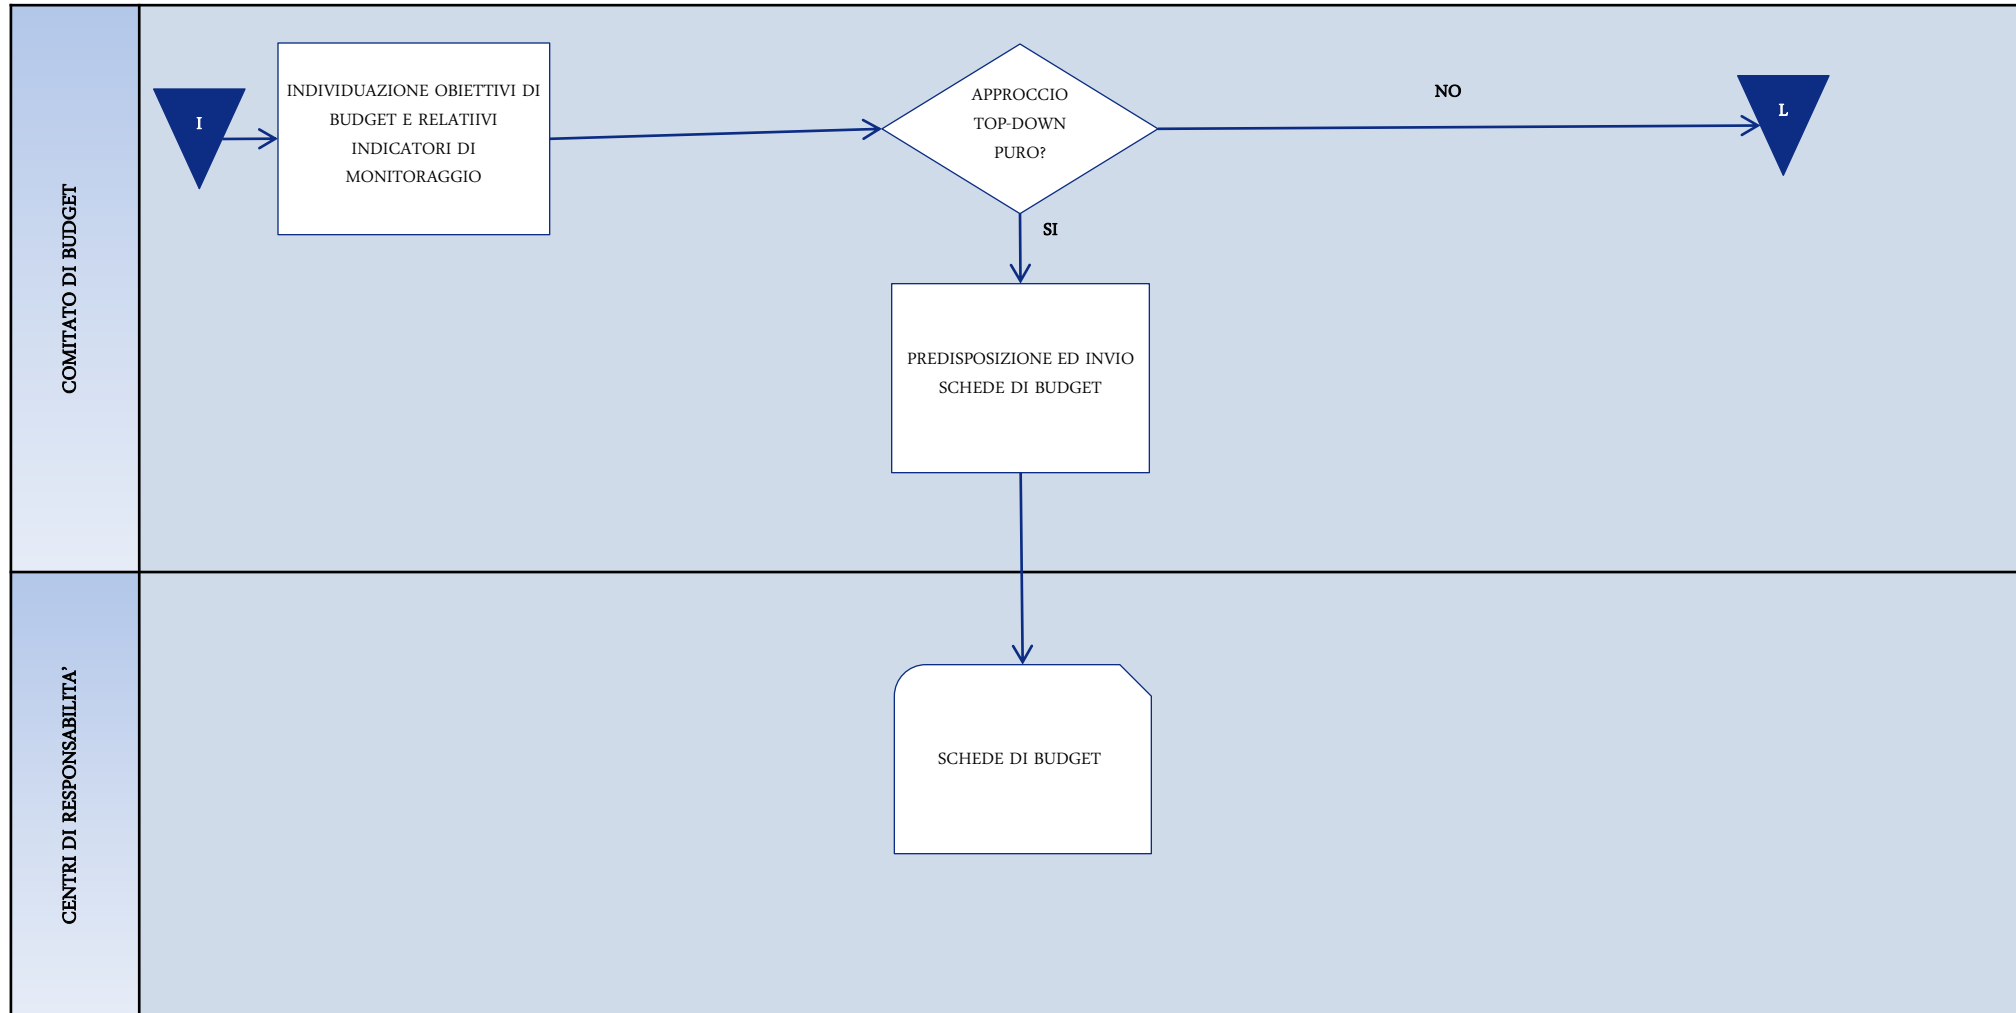 COMITATO DI BUDGET
I
INDIVIDUAZIONE OBIETTIVI DI
BUDGET E RELATIIVI
INDICATORI DI
MONITORAGGIO
APPROCCIO
TOP-DOWN
PURO?
NO
L
SI
PREDISPOSIZIONE ED INVIO
SCHEDE DI BUDGET
CENTRI DI RESPONSABILITA’
SCHEDE DI BUDGET